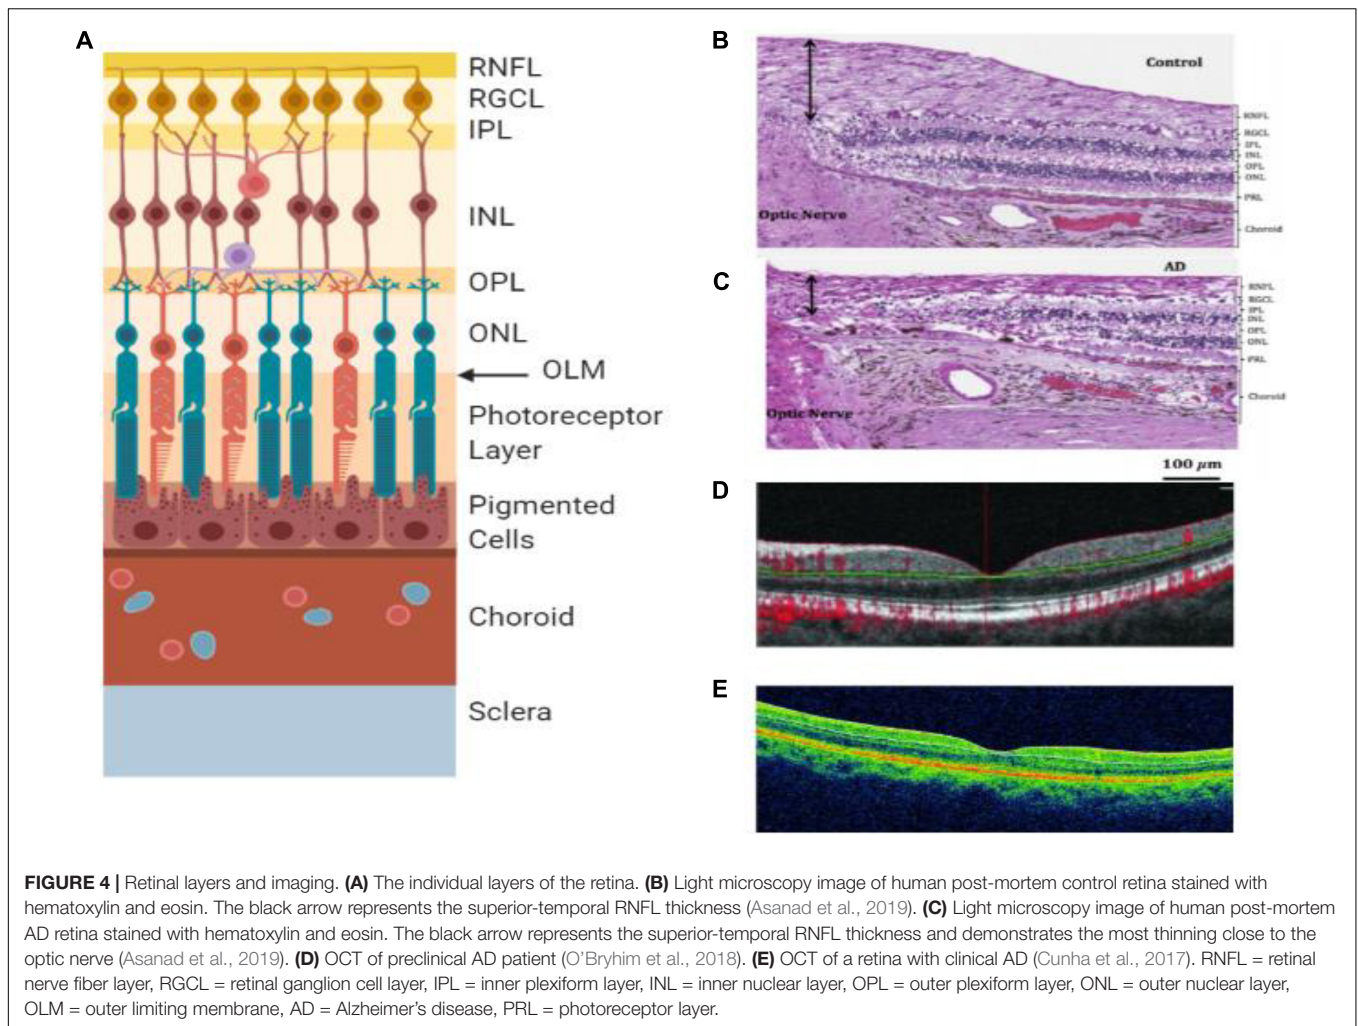 A
RNFL
RGCL
IPL
INL
OPL
ONL
OLM
Photoreceptor
Layer
Pigmented
Cells
Choroid
Sclera
B
Control
RNFL
RGCL
IPL
INL
OPL
ONL
PRL
Choroid
Optic Nerve
C
AD
RNFL
RGCL
IPL
INL
OPL
ONL
PRL
Choroid
Optic Nerve
100 μm
D
E
FIGURE 4 | Retinal layers and imaging. (A) The individual layers of the retina. (B) Light microscopy image of human post-mortem control retina stained with
hematoxylin and eosin. The black arrow represents the superior-temporal RNFL thickness (Asanad et al., 2019). (C) Light microscopy image of human post-mortem
AD retina stained with hematoxylin and eosin. The black arrow represents the superior-temporal RNFL thickness and demonstrates the most thinning close to the
optic nerve (Asanad et al., 2019). (D) OCT of preclinical AD patient (O'Bryhim et al., 2018). (E) OCT of a retina with clinical AD (Cunha et al., 2017). RNFL = retinal
nerve fiber layer, RGCL = retinal ganglion cell layer, IPL = inner plexiform layer, INL = inner nuclear layer, OPL = outer plexiform layer, ONL = outer nuclear layer,
OLM = outer limiting membrane, AD = Alzheimer's disease, PRL = photoreceptor layer.